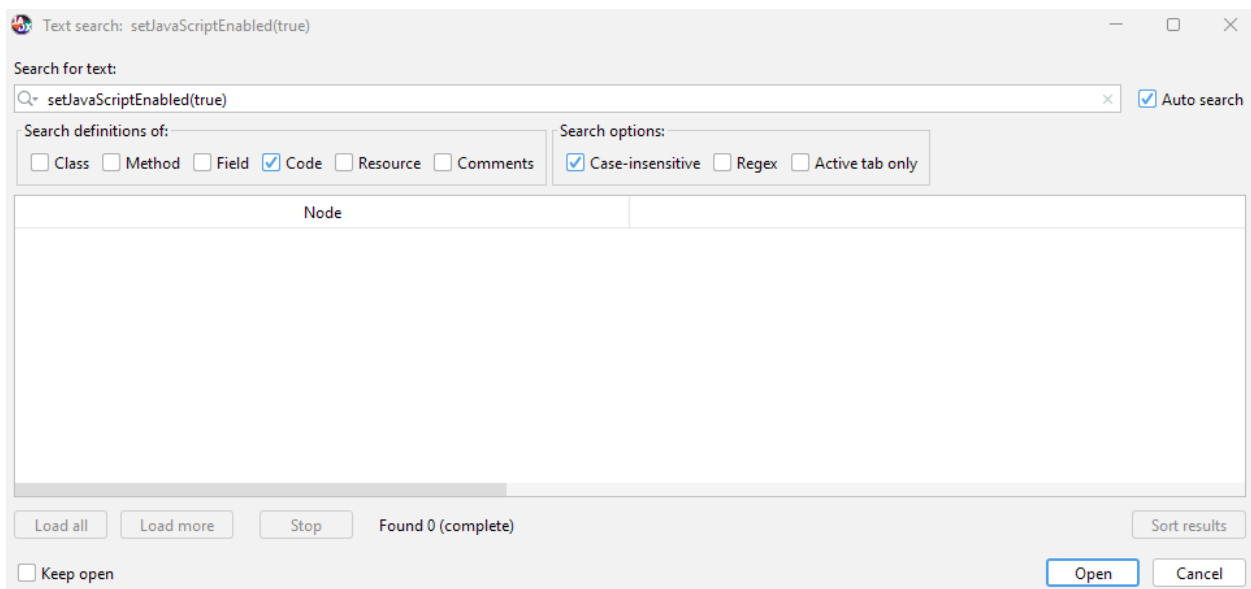 Text search: setJavaScriptEnabled(true)
Search for text:
setJavaScriptEnabled(true)
Auto search
Search definitions of:
Search options:
Class Method Field Code Resource Comments
Case-insensitive Regex Active tab only
Node
Load all Load more Stop Found 0 (complete) Sort results
Keep open Open Cancel